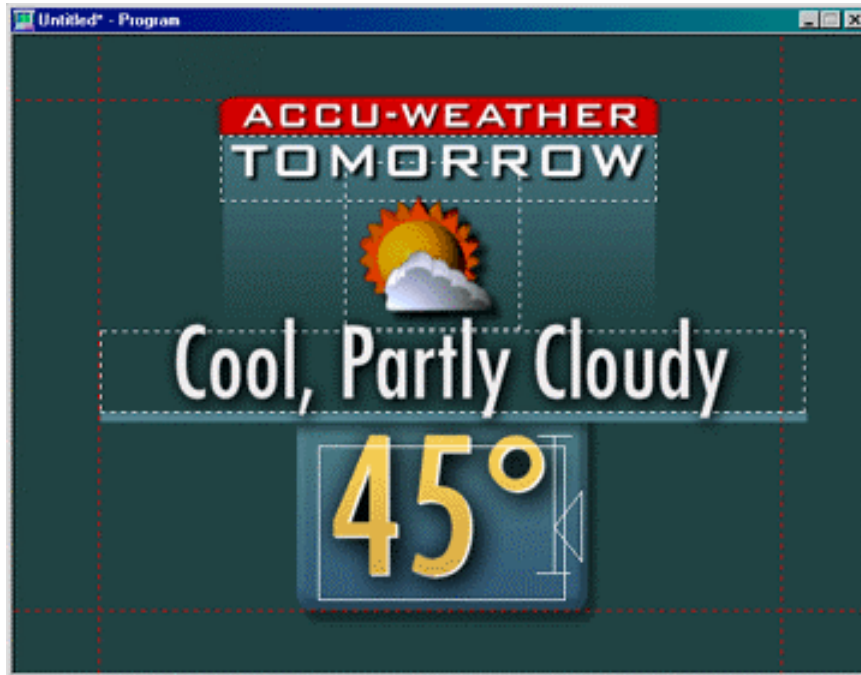 Untitled* - Program
ACCU-WEATHER
TOMORROW
Cool, Partly Cloudy
45°